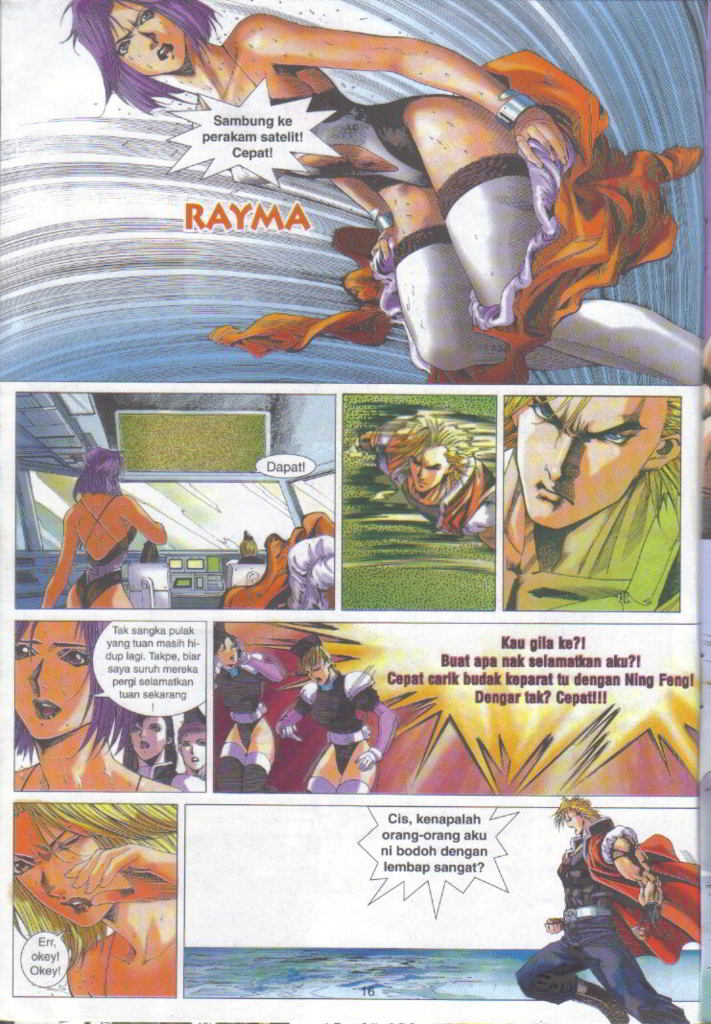 Sambung ke
perakam satelit!
Cepat!
RAYMA
Dapat!
Tak sangka pulak
yang tuan masih hi-
dup lagi. Takpe, biar
saya suruh mereka
pergi selamatkan
tuan sekarang
!
Kau gila ke?!
Buat apa nak selamatkan aku?!
Cepat carik budak keparat tu dengan Ning Feng!
Dengar tak? Cepat!!!
Err,
okey!
Okey!
Cis, kenapalah
orang-orang aku
ni bodoh dengan
lembap sangat?
16